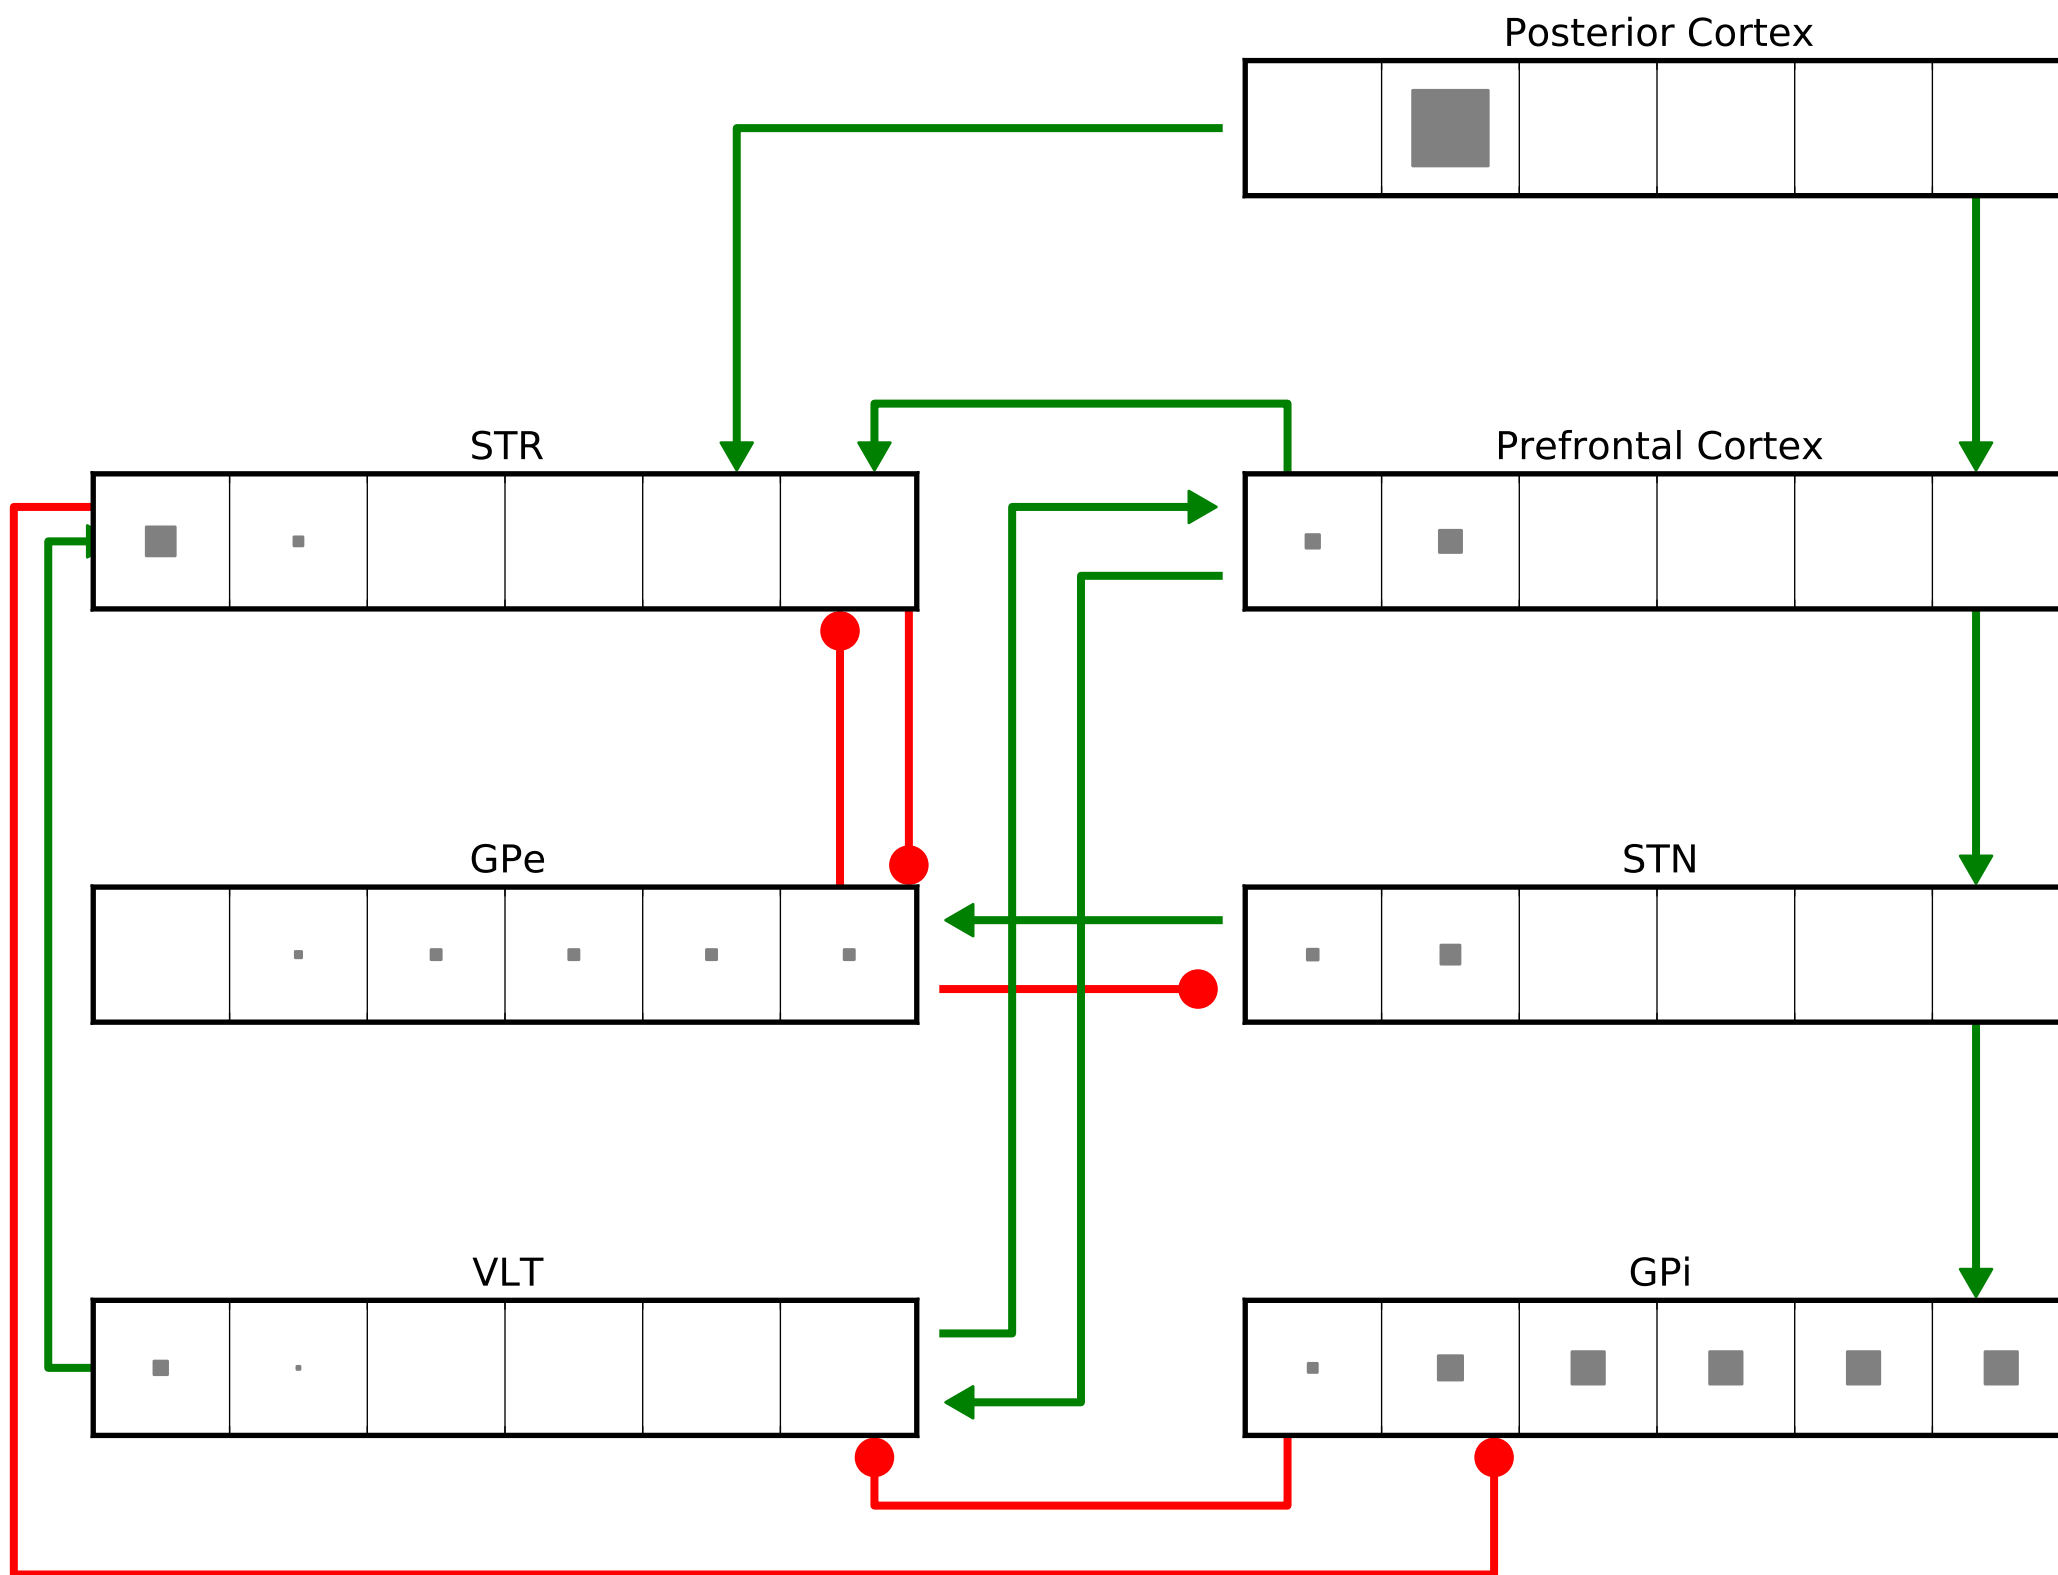 Posterior Cortex
STR
Prefrontal Cortex
GPe
STN
VLT
GPi